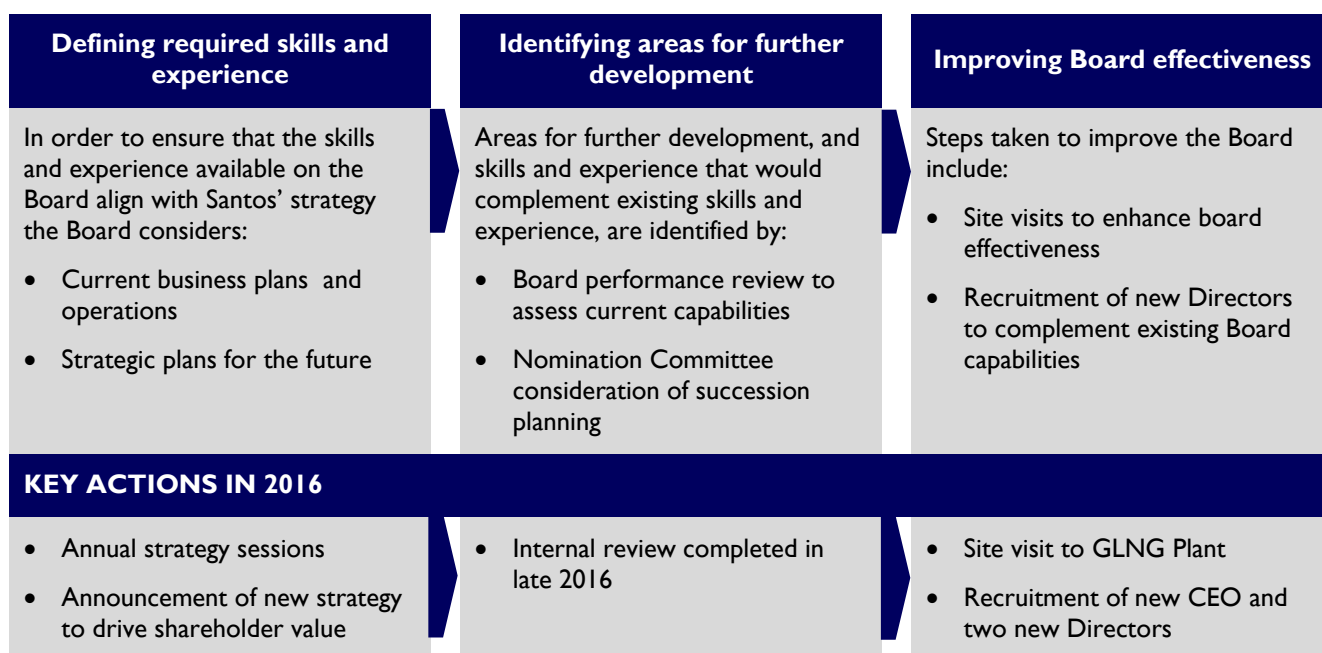 Defining required skills and
experience
In order to ensure that the skills
and experience available on the
Board align with Santos’ strategy
the Board considers:
• Current business plans and
operations
• Strategic plans for the future
Identifying areas for further
development
Areas for further development, and
skills and experience that would
complement existing skills and
experience, are identified by:
• Board performance review to
assess current capabilities
• Nomination Committee
consideration of succession
planning
Improving Board effectiveness
Steps taken to improve the Board
include:
• Site visits to enhance board
effectiveness
• Recruitment of new Directors
to complement existing Board
capabilities
KEY ACTIONS IN 2016
• Annual strategy sessions
• Announcement of new strategy
to drive shareholder value
• Internal review completed in
late 2016
• Site visit to GLNG Plant
• Recruitment of new CEO and
two new Directors